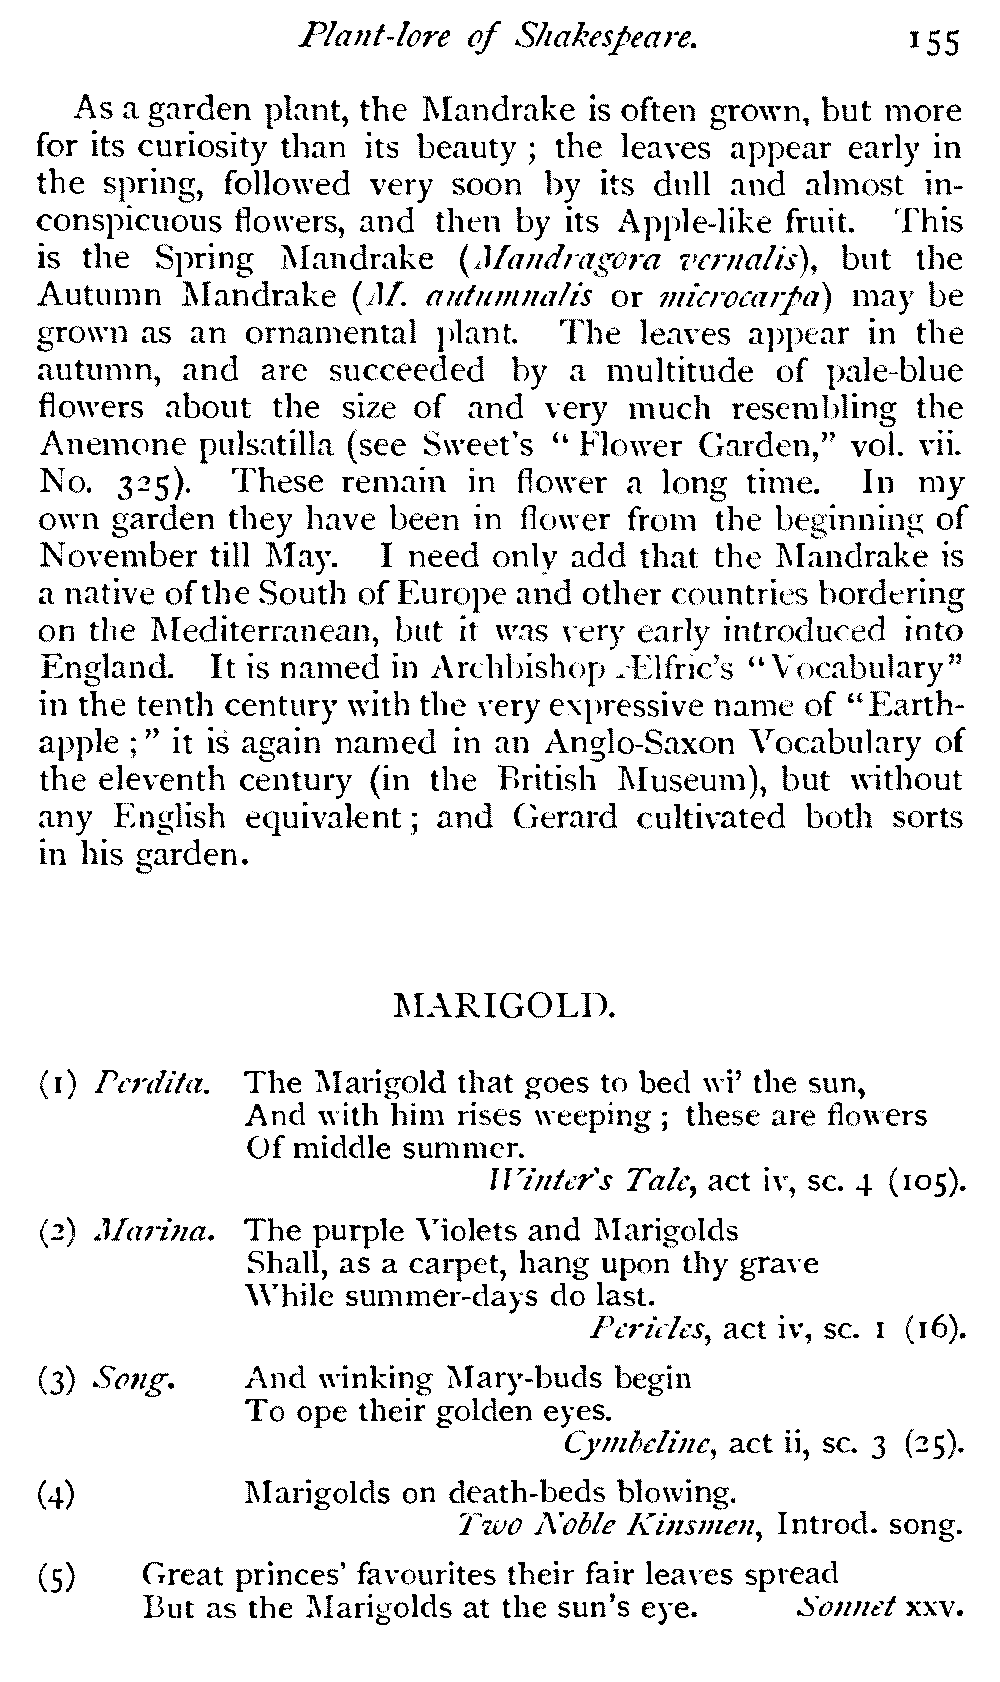 Plant-lore of Shakespeare. 155
As a garden plant, the Mandrake is often grown, but more
for its curiosity than its beauty ; the leaves appear early in
the spring, followed very soon by its dull and almost in-
conspicuous flowers, and then by its Apple-like fruit. This
is the Spring Mandrake (Mandragora vernalis), but the
Autumn Mandrake (M. autumnalis or microcarpa) may be
grown as an ornamental plant. The leaves appear in the
autumn, and are succeeded by a multitude of pale-blue
flowers about the size of and very much resembling the
Anemone pulsatilla (see Sweet's “ Flower Garden,” vol. vii.
No. 325). These remain in flower a long time. In my
own garden they have been in flower from the beginning of
November till May. I need only add that the Mandrake is
a native of the South of Europe and other countries bordering
on the Mediterranean, but it was very early introduced into
England. It is named in Archbishop Ælfric's “Vocabulary”
in the tenth century with the very expressive name of “Earth-
apple ;” it is again named in an Anglo-Saxon Vocabulary of
the eleventh century (in the British Museum), but without
any English equivalent ; and Gerard cultivated both sorts
in his garden.
MARIGOLD.
(1) Perdita. The Marigold that goes to bed wi' the sun,
And with him rises weeping ; these are flowers
Of middle summer.
Winter's Tale, act iv, sc. 4 (105).
(2) Marina. The purple Violets and Marigolds
Shall, as a carpet, hang upon thy grave
While summer-days do last.
Pericles, act iv, sc. 1 (16).
(3) Song. And winking Mary-buds begin
To ope their golden eyes.
Cymbeline, act ii, sc. 3 (25).
(4) Marigolds on death-beds blowing.
Two Noble Kinsmen, Introd. song.
(5) Great princes' favourites their fair leaves spread
But as the Marigolds at the sun's eye. Sonnet xxv.